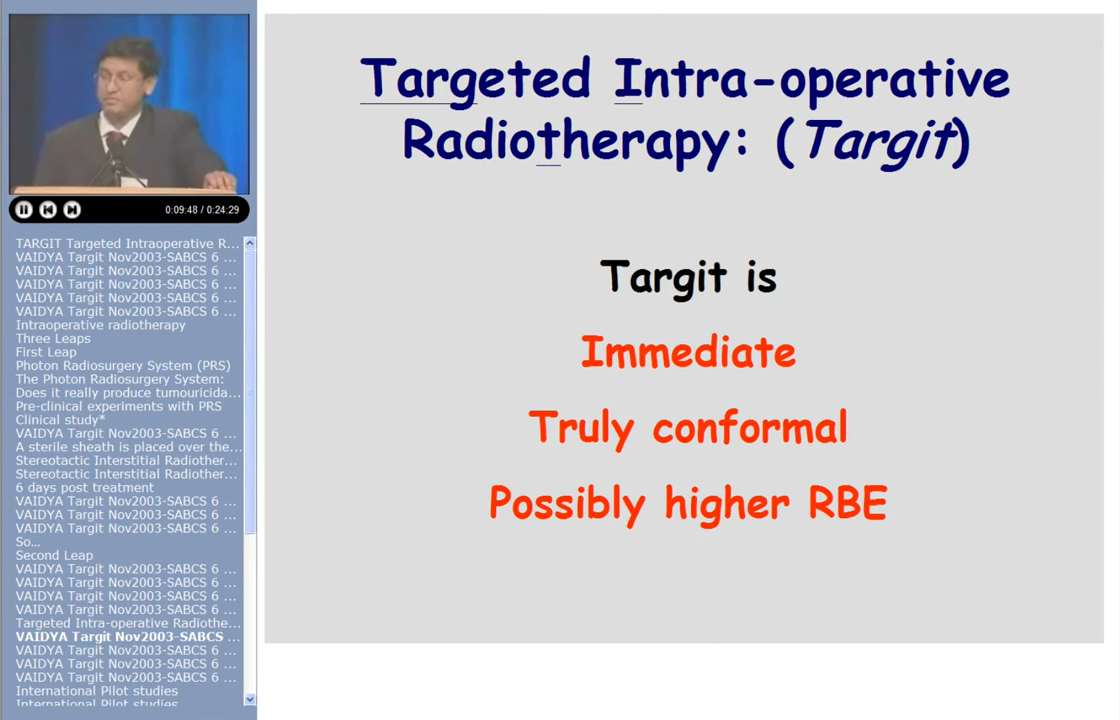 0:09:48 / 0:24:29
TARGIT Targeted Intraoperative R...
VAIDYA Targit Nov2003-SABCS 6 ...
VAIDYA Targit Nov2003-SABCS 6 ...
VAIDYA Targit Nov2003-SABCS 6 ...
VAIDYA Targit Nov2003-SABCS 6 ...
VAIDYA Targit Nov2003-SABCS 6 ...
Intraoperative radiotherapy
Three Leaps
First Leap
Photon Radiosurgery System (PRS)
The Photon Radiosurgery System:
Does it really produce tumouricida...
Pre-clinical experiments with PRS
Clinical study*
VAIDYA Targit Nov2003-SABCS 6 ...
A sterile sheath is placed over the...
Stereotactic Interstitial Radiother...
Stereotactic Interstitial Radiother...
6 days post treatment
VAIDYA Targit Nov2003-SABCS 6 ...
VAIDYA Targit Nov2003-SABCS 6 ...
VAIDYA Targit Nov2003-SABCS 6 ...
So...
Second Leap
VAIDYA Targit Nov2003-SABCS 6 ...
VAIDYA Targit Nov2003-SABCS 6 ...
VAIDYA Targit Nov2003-SABCS 6 ...
VAIDYA Targit Nov2003-SABCS 6 ...
Targeted Intra-operative Radiothe...
VAIDYA Targit Nov2003-SABCS ...
VAIDYA Targit Nov2003-SABCS 6 ...
VAIDYA Targit Nov2003-SABCS 6 ...
VAIDYA Targit Nov2003-SABCS 6 ...
International Pilot studies
International Pilot studies
Targeted Intra-operative
Radiotherapy: (Targit)
Targit is
Immediate
Truly conformal
Possibly higher RBE